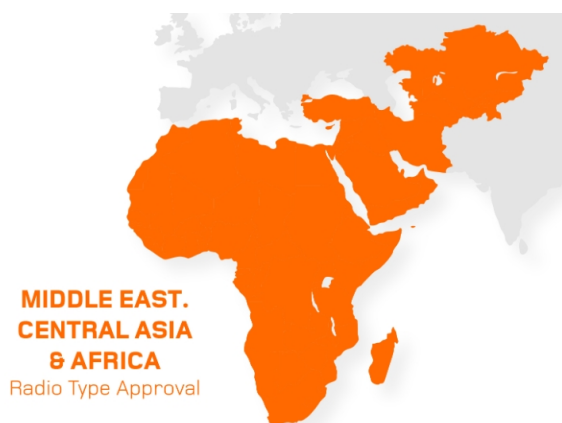 MIDDLE EAST.
CENTRAL ASIA
& AFRICA
Radio Type Approval